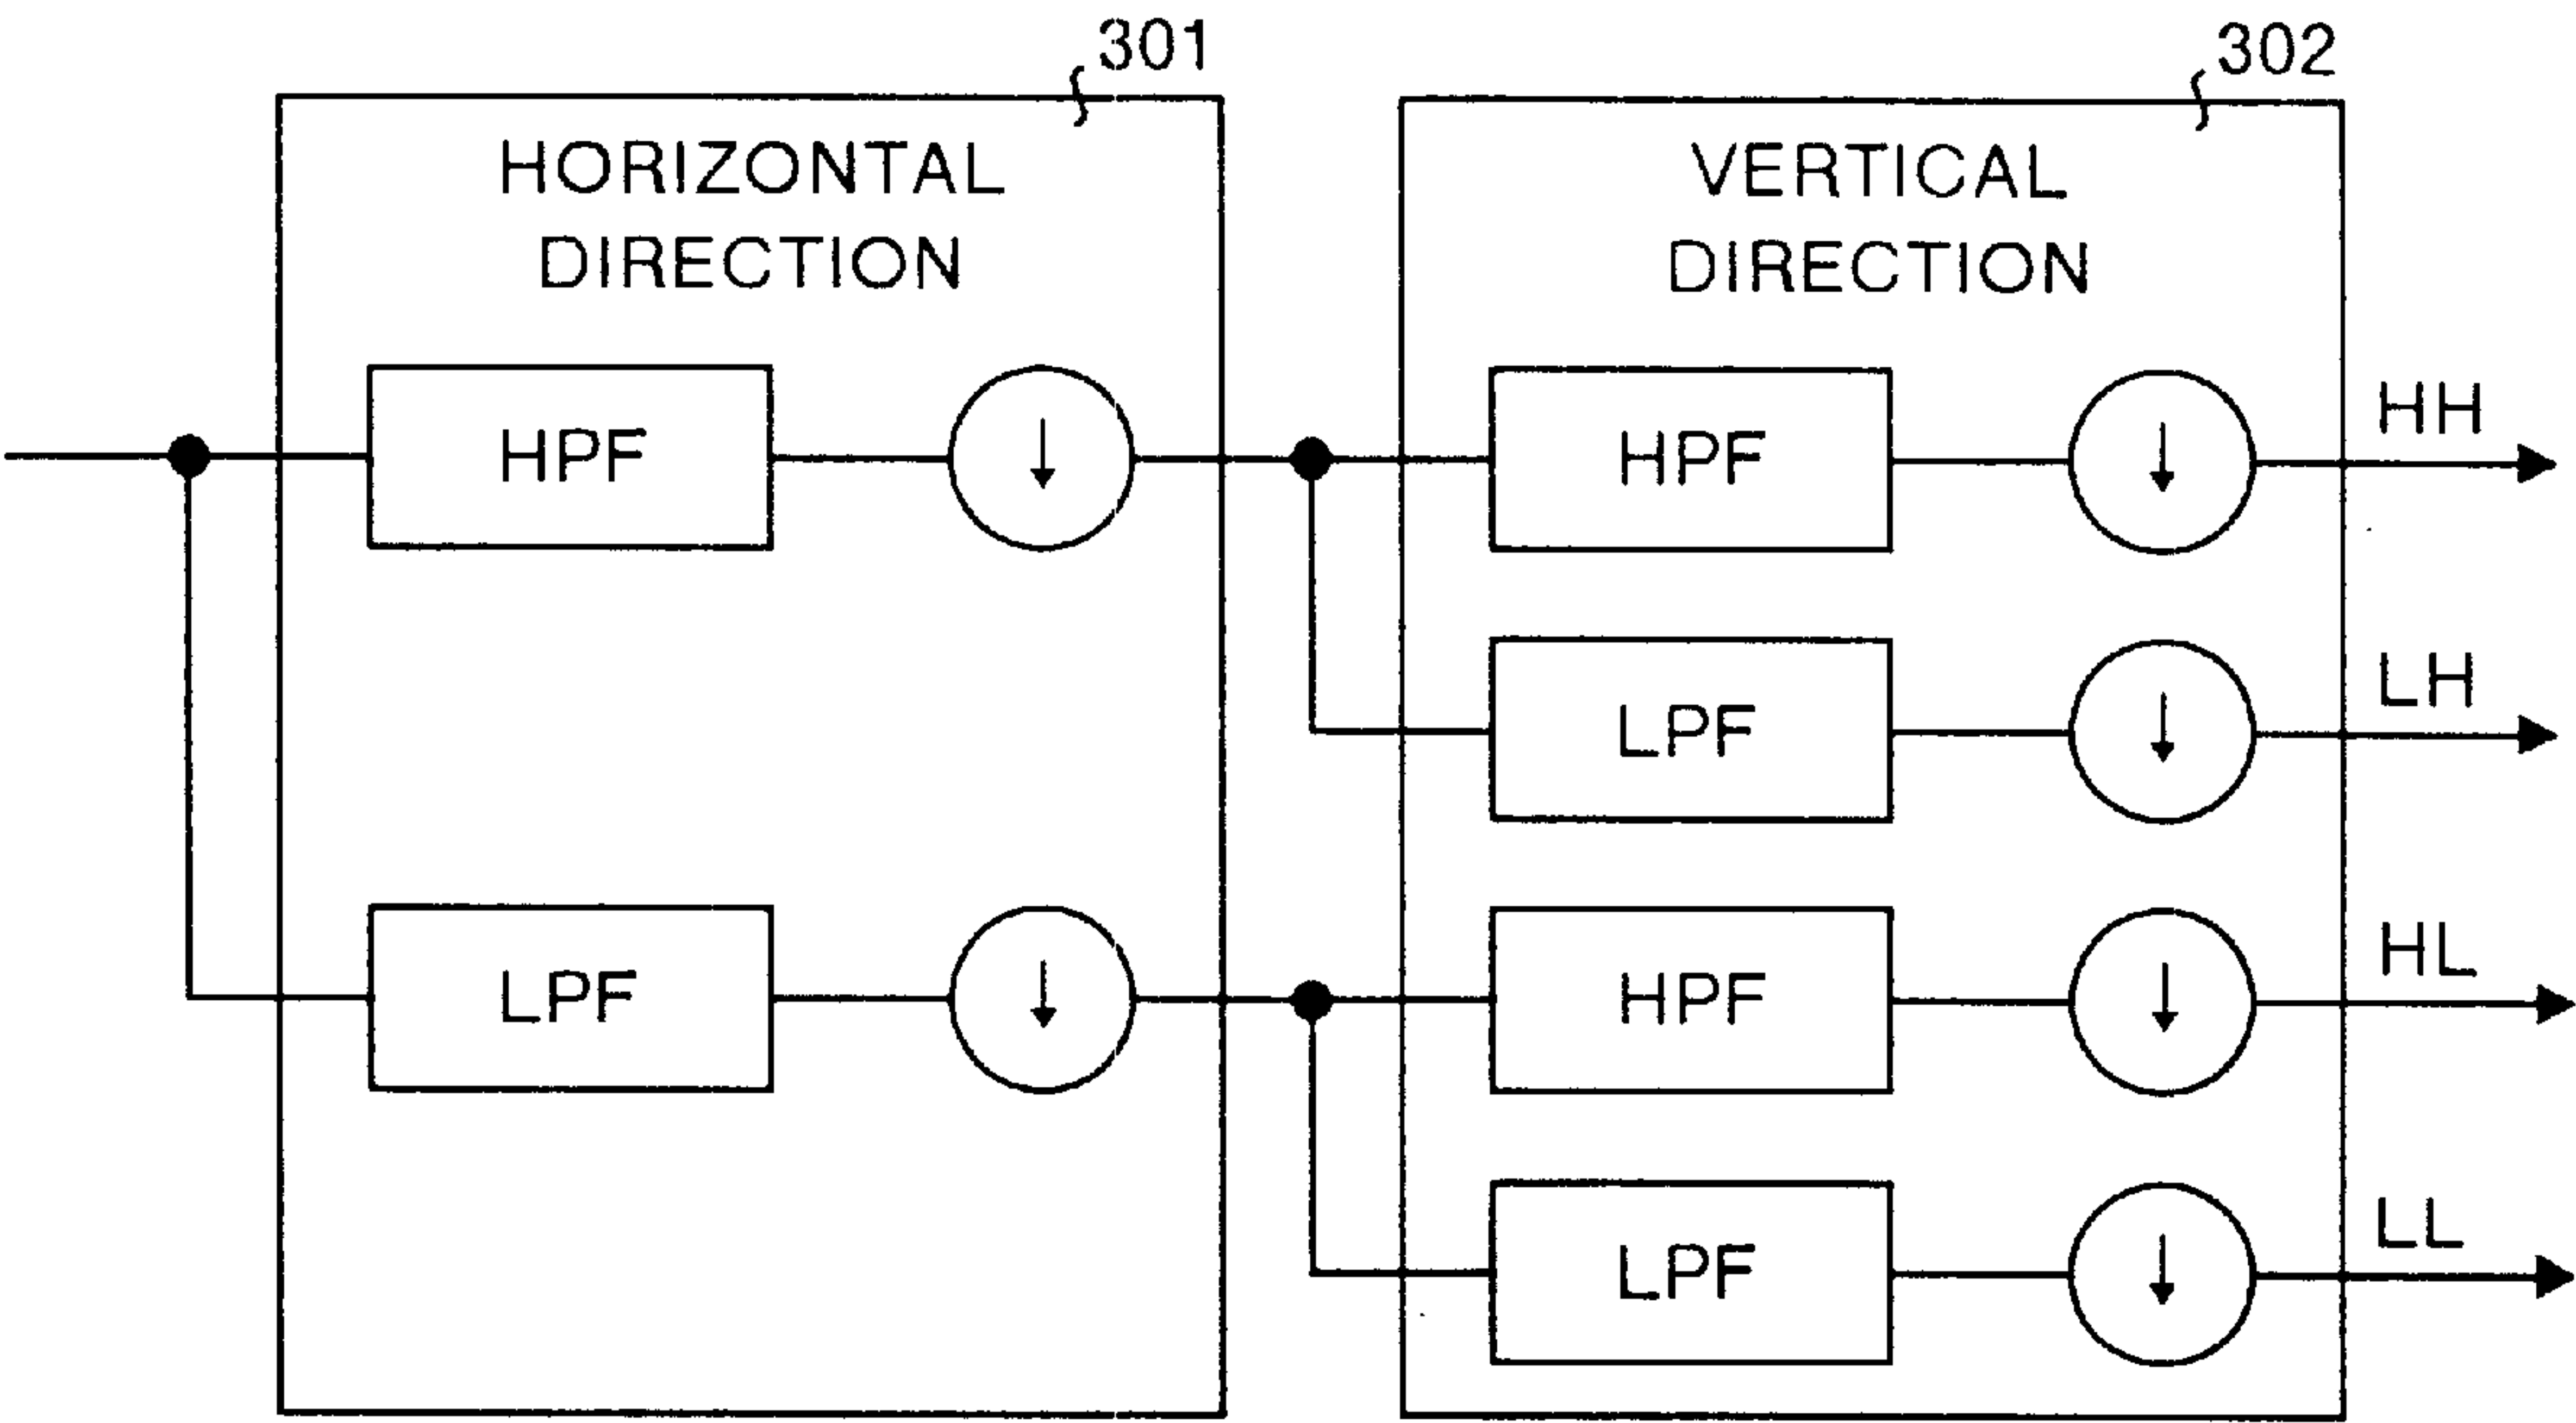 301
302
HORIZONTAL
DIRECTION
VERTICAL
DIRECTION
HPF
HPF
HH
LPF
LH
LPF
HPF
HL
LPF
LL